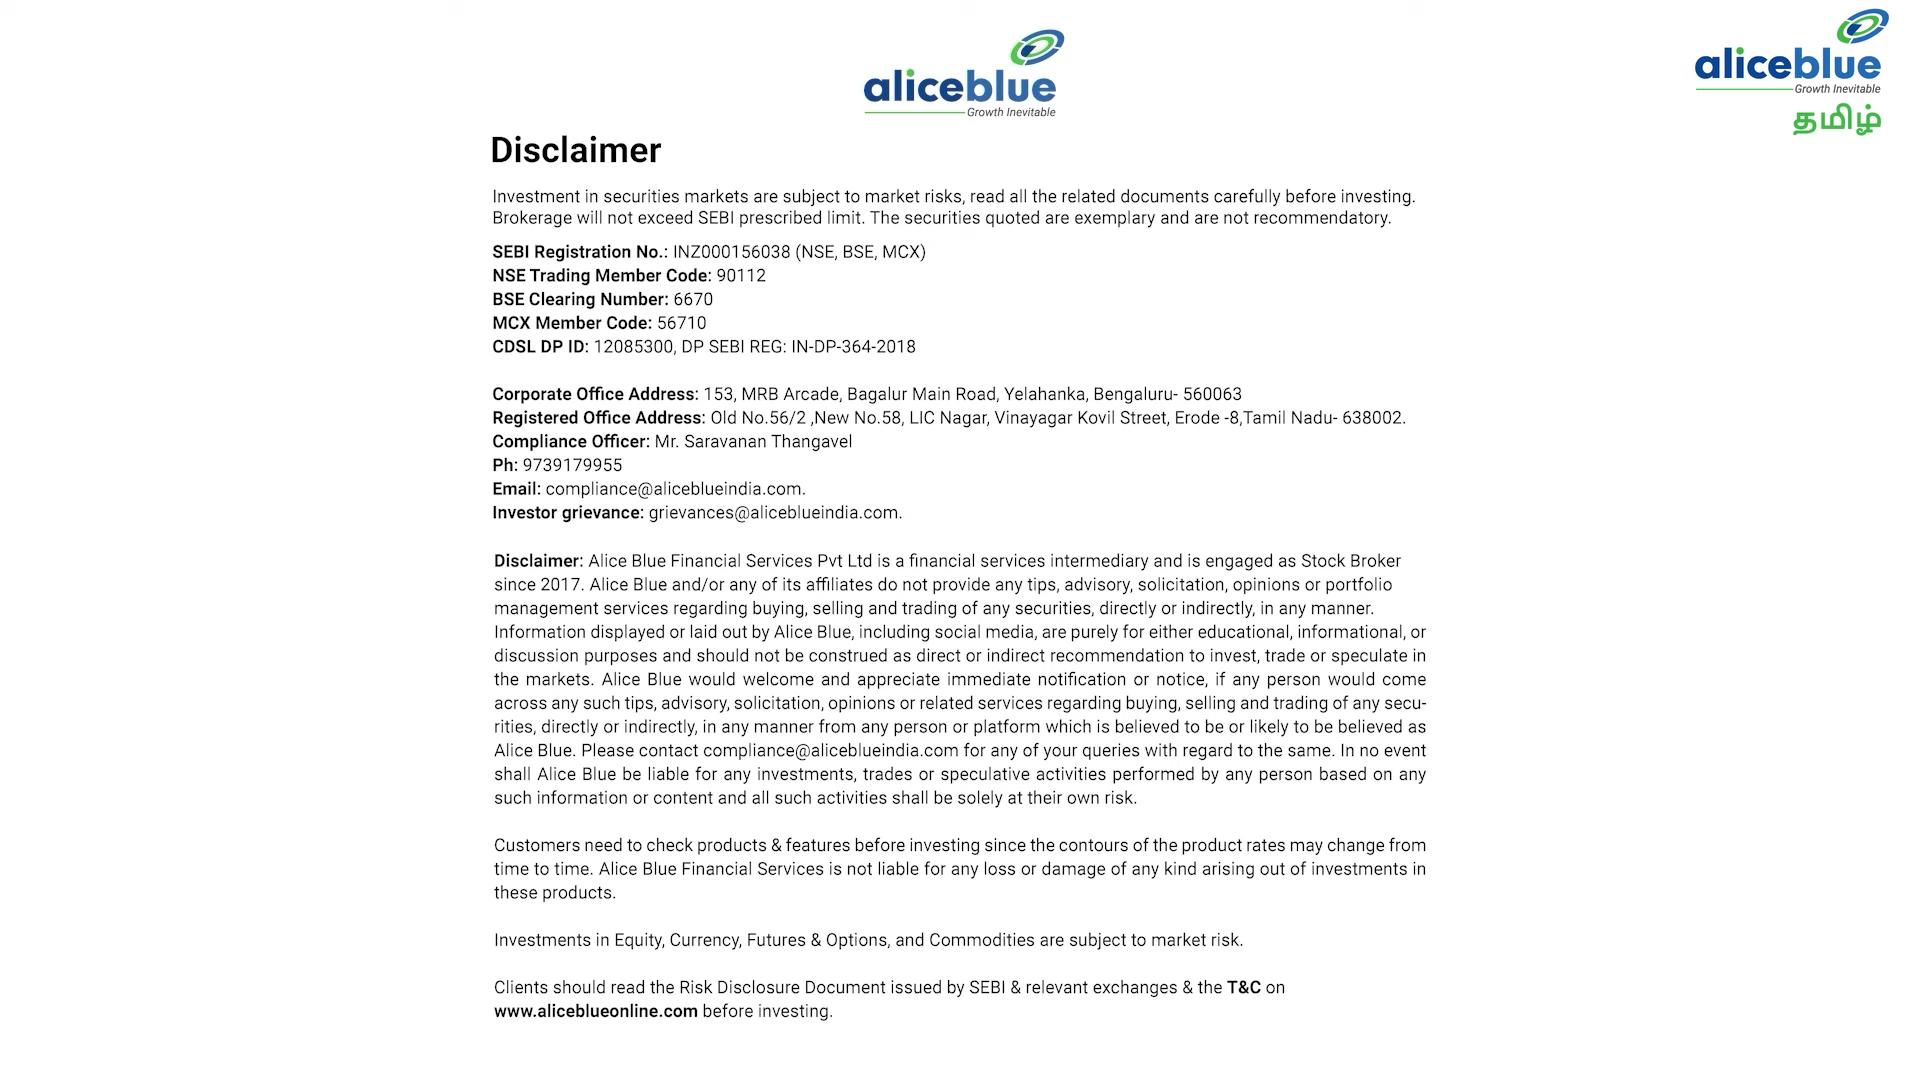 aliceblue
Growth Inevitable
aliceblue
Growth Inevitable
தமிழ்
Disclaimer
Investment in securities markets are subject to market risks, read all the related documents carefully before investing.
Brokerage will not exceed SEBI prescribed limit. The securities quoted are exemplary and are not recommendatory.
SEBI Registration No.: INZ000156038 (NSE, BSE, MCX)
NSE Trading Member Code: 90112
BSE Clearing Number: 6670
MCX Member Code: 56710
CDSL DP ID: 12085300, DP SEBI REG: IN-DP-364-2018
Corporate Office Address: 153, MRB Arcade, Bagalur Main Road, Yelahanka, Bengaluru- 560063
Registered Office Address: Old No.56/2 ,New No.58, LIC Nagar, Vinayagar Kovil Street, Erode -8,Tamil Nadu- 638002.
Compliance Officer: Mr. Saravanan Thangavel
Ph: 9739179955
Email: compliance@aliceblueindia.com.
Investor grievance: grievances@aliceblueindia.com.
Disclaimer: Alice Blue Financial Services Pvt Ltd is a financial services intermediary and is engaged as Stock Broker
since 2017. Alice Blue and/or any of its affiliates do not provide any tips, advisory, solicitation, opinions or portfolio
management services regarding buying, selling and trading of any securities, directly or indirectly, in any manner.
Information displayed or laid out by Alice Blue, including social media, are purely for either educational, informational, or
discussion purposes and should not be construed as direct or indirect recommendation to invest, trade or speculate in
the markets. Alice Blue would welcome and appreciate immediate notification or notice, if any person would come
across any such tips, advisory, solicitation, opinions or related services regarding buying, selling and trading of any secu-
rities, directly or indirectly, in any manner from any person or platform which is believed to be or likely to be believed as
Alice Blue. Please contact compliance@aliceblueindia.com for any of your queries with regard to the same. In no event
shall Alice Blue be liable for any investments, trades or speculative activities performed by any person based on any
such information or content and all such activities shall be solely at their own risk.
Customers need to check products & features before investing since the contours of the product rates may change from
time to time. Alice Blue Financial Services is not liable for any loss or damage of any kind arising out of investments in
these products.
Investments in Equity, Currency, Futures & Options, and Commodities are subject to market risk.
Clients should read the Risk Disclosure Document issued by SEBI & relevant exchanges & the T&C on
www.aliceblueonline.com before investing.